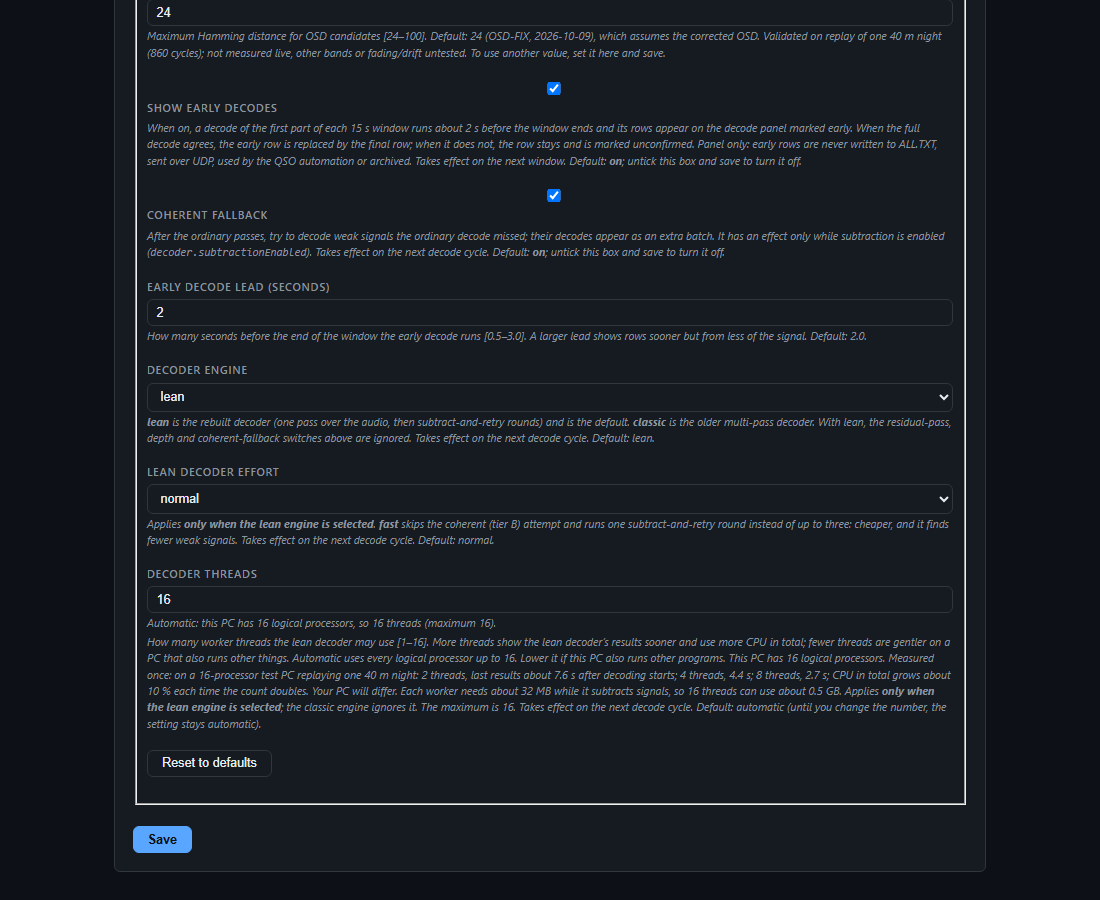 24
Maximum Hamming distance for OSD candidates [24–100]. Default: 24 (OSD-FIX, 2026-10-09), which assumes the corrected OSD. Validated on replay of one 40 m night
(860 cycles); not measured live, other bands or fading/drift untested. To use another value, set it here and save.
SHOW EARLY DECODES
When on, a decode of the first part of each 15 s window runs about 2 s before the window ends and its rows appear on the decode panel marked early. When the full
decode agrees, the early row is replaced by the final row; when it does not, the row stays and is marked unconfirmed. Panel only: early rows are never written to ALL.TXT,
sent over UDP, used by the QSO automation or archived. Takes effect on the next window. Default: on; untick this box and save to turn it off.
COHERENT FALLBACK
After the ordinary passes, try to decode weak signals the ordinary decode missed; their decodes appear as an extra batch. It has an effect only while subtraction is enabled
(decoder.subtractionEnabled). Takes effect on the next decode cycle. Default: on; untick this box and save to turn it off.
EARLY DECODE LEAD (SECONDS)
2
How many seconds before the end of the window the early decode runs [0.5–3.0]. A larger lead shows rows sooner but from less of the signal. Default: 2.0.
DECODER ENGINE
lean
lean is the rebuilt decoder (one pass over the audio, then subtract-and-retry rounds) and is the default. classic is the older multi-pass decoder. With lean, the residual-pass,
depth and coherent-fallback switches above are ignored. Takes effect on the next decode cycle. Default: lean.
LEAN DECODER EFFORT
normal
Applies only when the lean engine is selected. fast skips the coherent (tier B) attempt and runs one subtract-and-retry round instead of up to three: cheaper, and it finds
fewer weak signals. Takes effect on the next decode cycle. Default: normal.
DECODER THREADS
16
Automatic: this PC has 16 logical processors, so 16 threads (maximum 16).
How many worker threads the lean decoder may use [1–16]. More threads show the lean decoder's results sooner and use more CPU in total; fewer threads are gentler on a
PC that also runs other things. Automatic uses every logical processor up to 16. Lower it if this PC also runs other programs. This PC has 16 logical processors. Measured
once: on a 16-processor test PC replaying one 40 m night: 2 threads, last results about 7.6 s after decoding starts; 4 threads, 4.4 s; 8 threads, 2.7 s; CPU in total grows about
10 % each time the count doubles. Your PC will differ. Each worker needs about 32 MB while it subtracts signals, so 16 threads can use about 0.5 GB. Applies only when
the lean engine is selected; the classic engine ignores it. The maximum is 16. Takes effect on the next decode cycle. Default: automatic (until you change the number, the
setting stays automatic).
Reset to defaults
Save